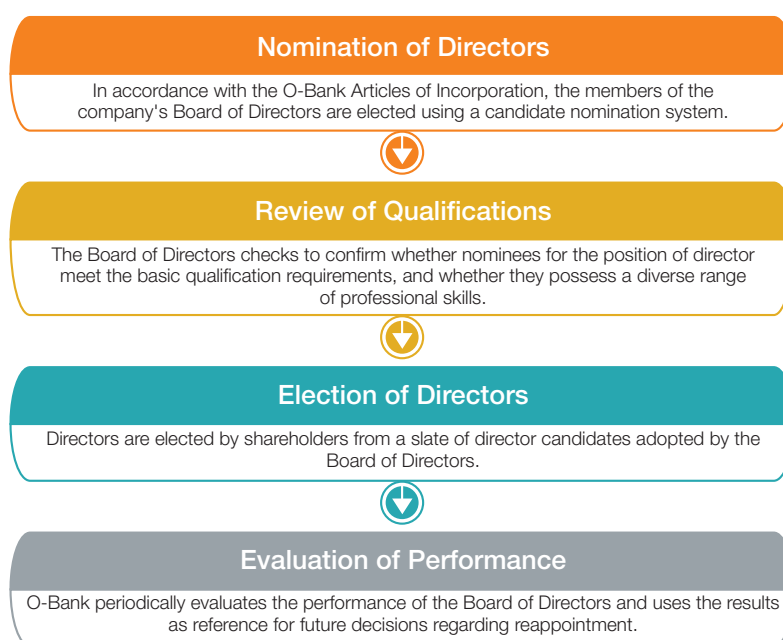 Nomination of Directors
In accordance with the O-Bank Articles of Incorporation, the members of the
company's Board of Directors are elected using a candidate nomination system.
Review of Qualifications
The Board of Directors checks to confirm whether nominees for the position of director
meet the basic qualification requirements, and whether they possess a diverse range
of professional skills.
Election of Directors
Directors are elected by shareholders from a slate of director candidates adopted by the
Board of Directors.
Evaluation of Performance
O-Bank periodically evaluates the performance of the Board of Directors and uses the results
as reference for future decisions regarding reappointment.